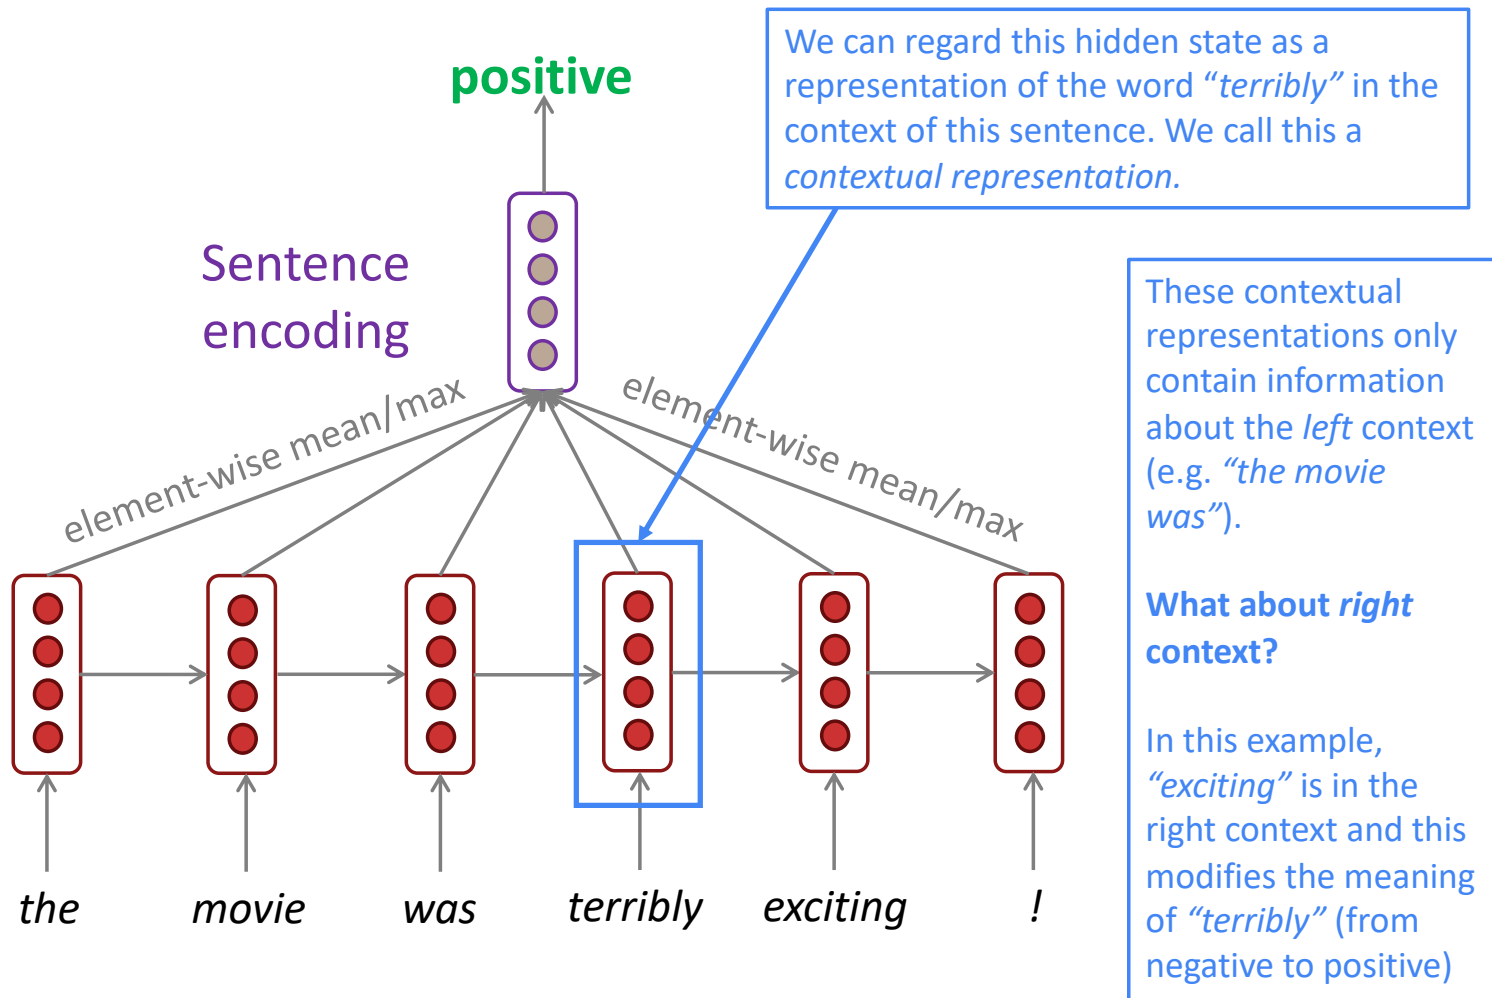 We can regard this hidden state as a
representation of the word “terribly” in the
context of this sentence. We call this a
contextual representation.
positive
Sentence
encoding
element-wise mean/max
element-wise mean/max
These contextual
representations only
contain information
about the left context
(e.g. “the movie
was”).
What about right
context?
In this example,
“exciting” is in the
right context and this
modifies the meaning
of “terribly” (from
negative to positive)
the movie was terribly exciting !